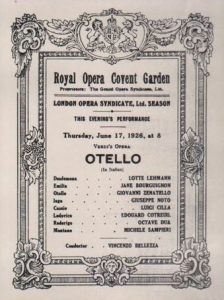 Royal Opera Covent Garden
Proprietors: The Grand Opera Syndicate, Ltd.
LONDON OPERA SYNDICATE, Ltd. SEASON
THIS EVENING'S PERFORMANCE
Thursday, June 17, 1926, at 8
VERDI'S OPERA
OTELLO
(In Italian)
Desdemona LOTTE LEHMANN
Emilia JANE BOURGUIGNON
Otello GIOVANNI ZENATELLO
Iago GIUSEPPE NOTO
Cassio LUIGI CILLA
Lodovico EDOUARD COTREUIL
Roderigo OCTAVE DUA
Montano MICHELE SAMPIERI
Conductor VINCENZO BELLEZZA